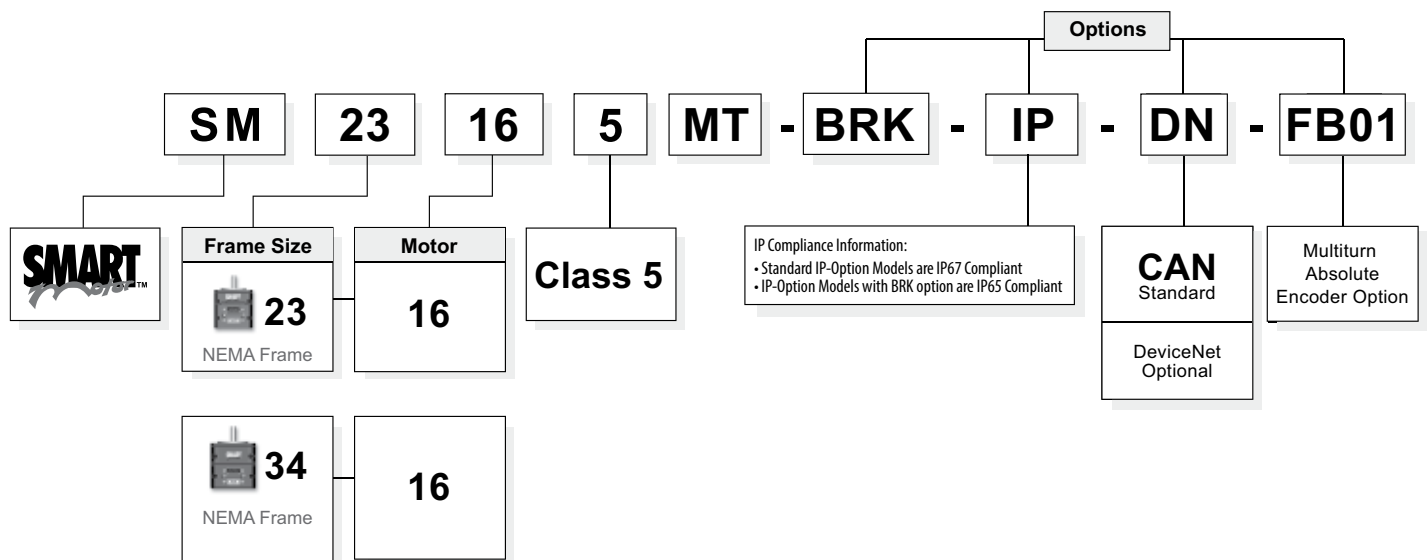 Options
SM 23 16 5 MT - BRK - IP - DN - FB01
SMART
Motor™
Frame Size
23
NEMA Frame
34
NEMA Frame
Motor
16
16
Class 5
IP Compliance Information:
• Standard IP-Option Models are IP67 Compliant
• IP-Option Models with BRK option are IP65 Compliant
CAN
Standard
DeviceNet
Optional
Multiturn
Absolute
Encoder Option